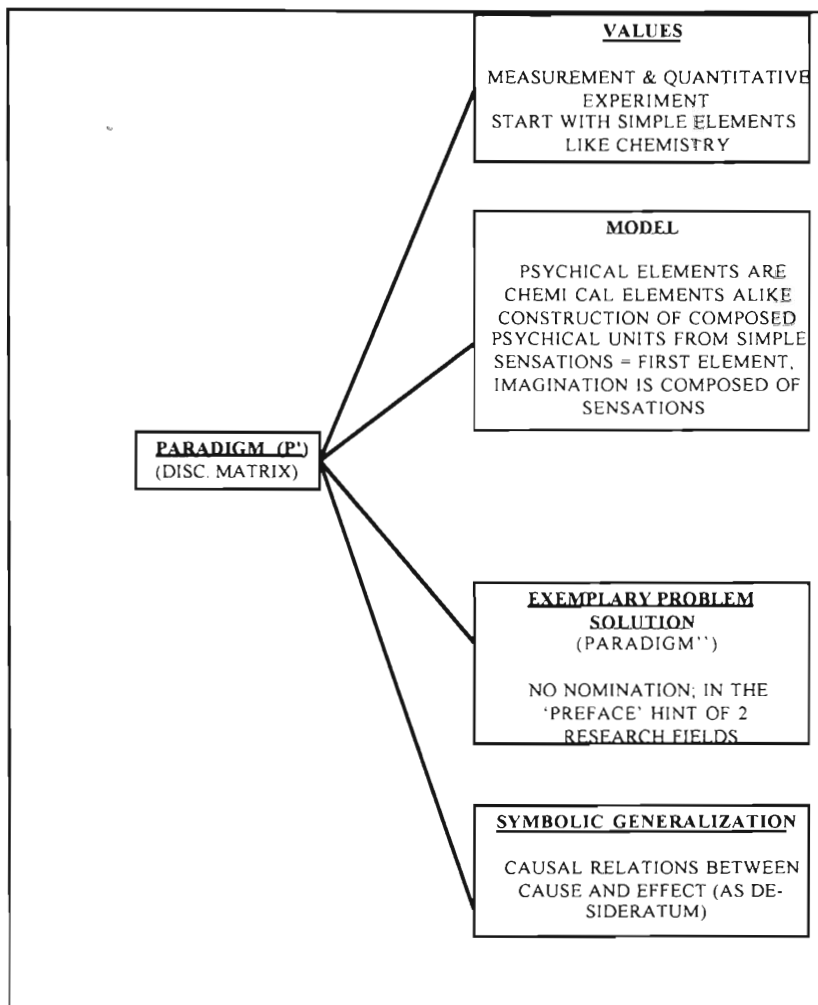 VALUES
MEASUREMENT & QUANTITATIVE
EXPERIMENT
START WITH SIMPLE ELEMENTS
LIKE CHEMISTRY
MODEL
PSYCHICAL ELEMENTS ARE
CHEMI CAL ELEMENTS ALIKE
CONSTRUCTION OF COMPOSED
PSYCHICAL UNITS FROM SIMPLE
SENSATIONS = FIRST ELEMENT,
IMAGINATION IS COMPOSED OF
SENSATIONS
PARADIGM (P')
(DISC. MATRIX)
EXEMPLARY PROBLEM
SOLUTION
(PARADIGM'')
NO NOMINATION; IN THE
'PREFACE' HINT OF 2
RESEARCH FIELDS
SYMBOLIC GENERALIZATION
CAUSAL RELATIONS BETWEEN
CAUSE AND EFFECT (AS DE-
SIDERATUM)